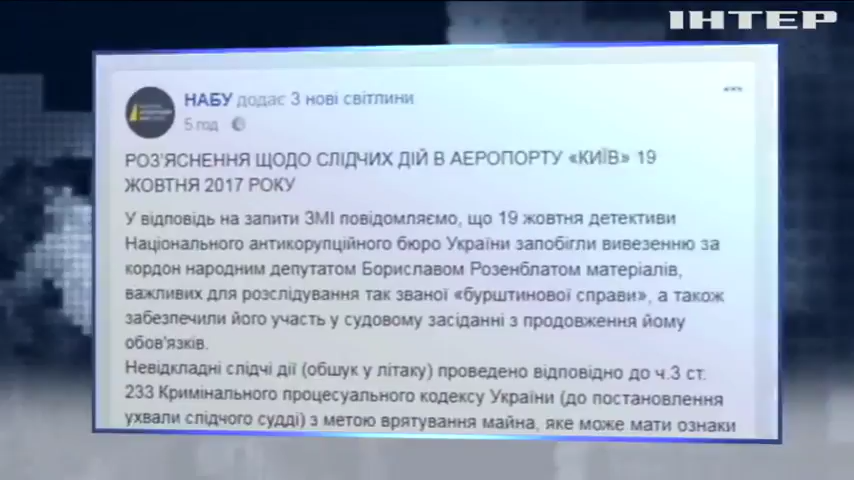 ІНТЕР
НАБУ додає 3 нові світлини
5 год
РОЗ'ЯСНЕННЯ ЩОДО СЛІДЧИХ ДІЙ В АЕРОПОРТУ «КИЇВ» 19
ЖОВТНЯ 2017 РОКУ
У відповідь на запити ЗМІ повідомляємо, що 19 жовтня детективи
Національного антикорупційного бюро України запобігли вивезенню за
кордон народним депутатом Бориславом Розенблатом матеріалів,
важливих для розслідування так званої «бурштинової справи», а також
забезпечили його участь у судовому засіданні з продовження йому
обов'язків.
Невідкладні слідчі дії (обшук у літаку) проведено відповідно до ч.3 ст.
233 Кримінального процесуального кодексу України (до постановлення
ухвали слідчого судді) з метою врятування майна, яке може мати ознаки